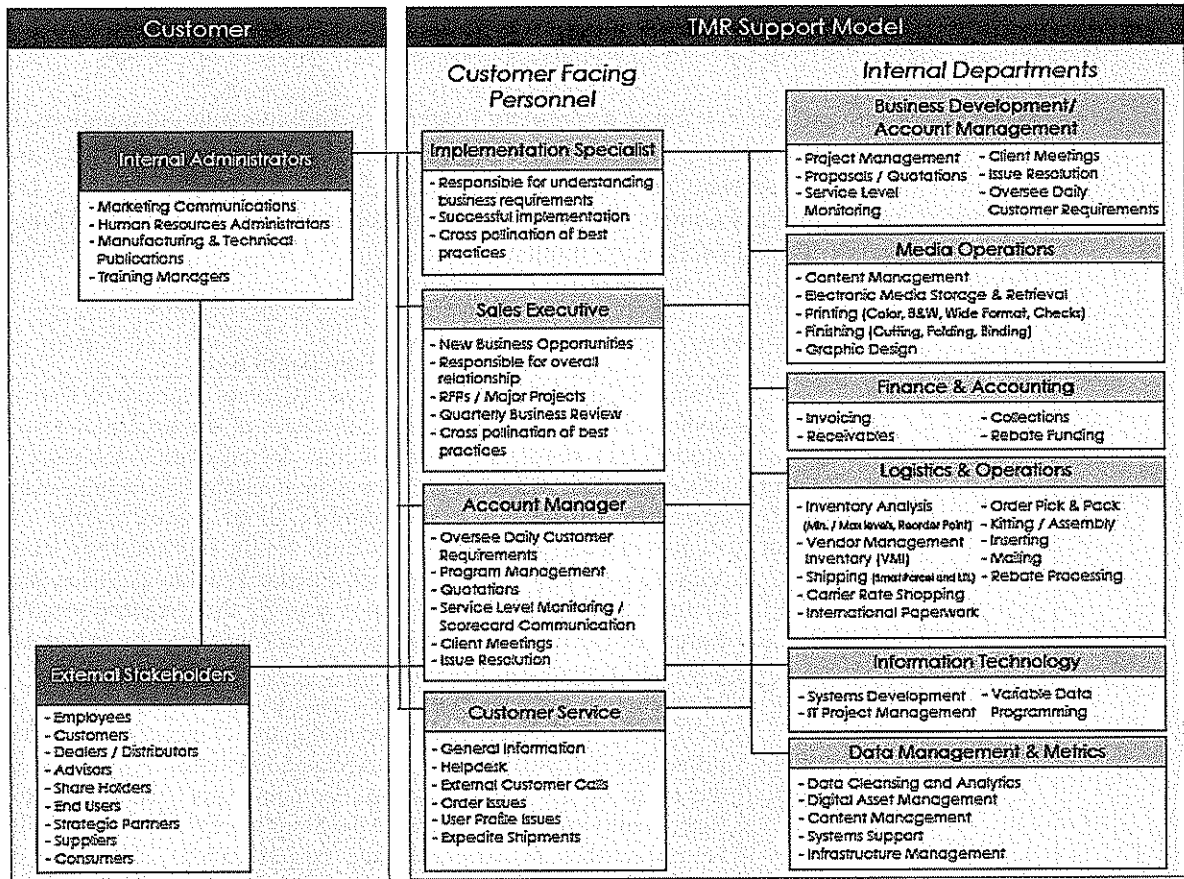 Customer
Internal Administrators
- Marketing Communications
- Human Resources Administrators
- Manufacturing & Technical
Publications
- Training Managers
External Stakeholders
- Employees
- Customers
- Dealers / Distributors
- Advisors
- Share Holders
- End Users
- Strategic Partners
- Suppliers
- Consumers
TMR Support Model
Customer Facing
Personnel
Implementation Specialist
- Responsible for understanding
business requirements
- Successful implementation
- Cross pollination of best
practices
Sales Executive
- New Business Opportunities
- Responsible for overall
relationship
- RFPs / Major Projects
- Quarterly Business Review
- Cross pollination of best
practices
Account Manager
- Oversee Daily Customer
Requirements
- Program Management
- Quotations
- Service Level Monitoring /
Scorecard Communication
- Client Meetings
- Issue Resolution
Customer Service
- General Information
- Helpdesk
- External Customer Calls
- Order Issues
- User Profile Issues
- Expedite Shipments
Internal Departments
Business Development/
Account Management
- Project Management
- Proposals / Quotations
- Service Level
Monitoring
- Client Meetings
- Issue Resolution
- Oversee Daily
Customer Requirements
Media Operations
- Content Management
- Electronic Media Storage & Retrieval
- Printing (Color, B&W, Wide Format, Checks)
- Finishing (Cutting, Folding, Binding)
- Graphic Design
Finance & Accounting
- Invoicing
- Receivables
- Collections
- Rebate Funding
Logistics & Operations
- Inventory Analysis
(Min. / Max levels, Reorder Point)
- Vendor Management
Inventory (VMI)
- Shipping (Small Parcel and LTL)
- Carrier Rate Shopping
- International Paperwork
- Order Pick & Pack
- Kitting / Assembly
- Inserting
- Mailing
- Rebate Processing
Information Technology
- Systems Development
- IT Project Management
- Variable Data
Programming
Data Management & Metrics
- Data Cleansing and Analytics
- Digital Asset Management
- Content Management
- Systems Support
- Infrastructure Management